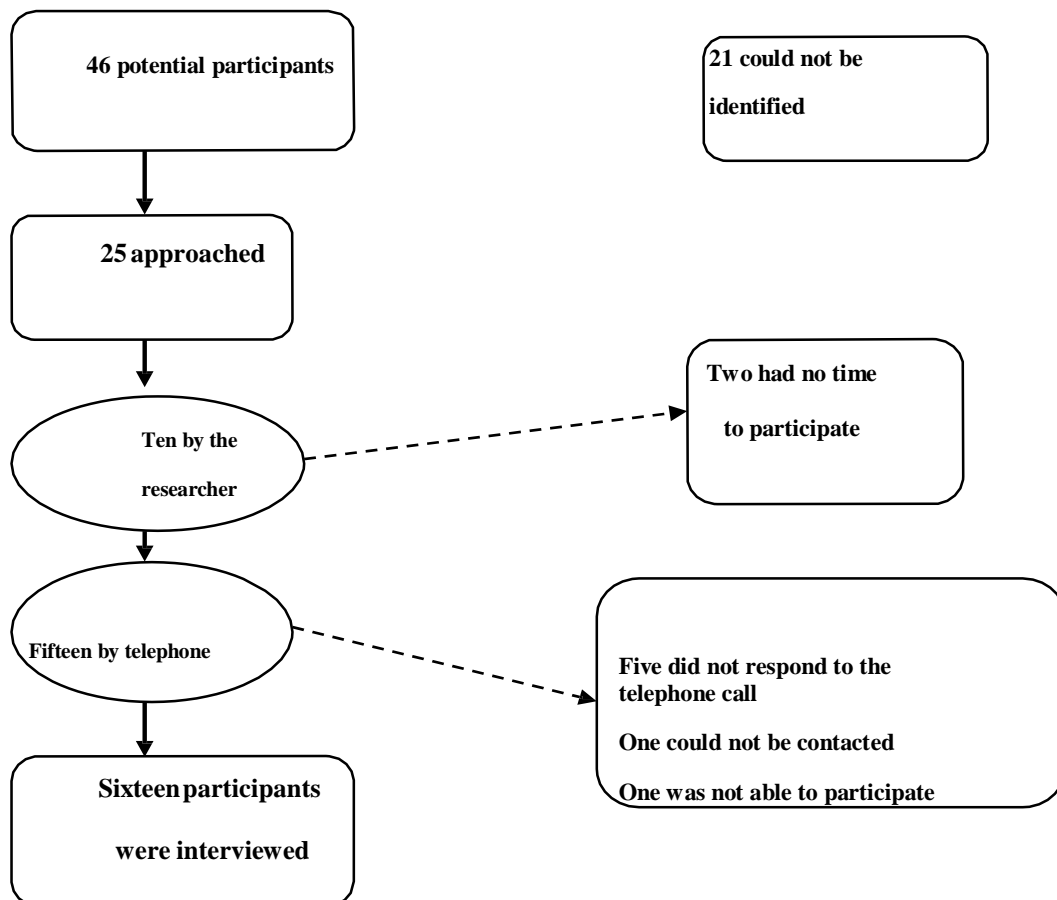 46 potential participants
21 could not be
identified
25 approached
Two had no time
to participate
Ten by the
researcher
Fifteen by telephone
Five did not respond to the
telephone call
One could not be contacted
One was not able to participate
Sixteen participants
were interviewed